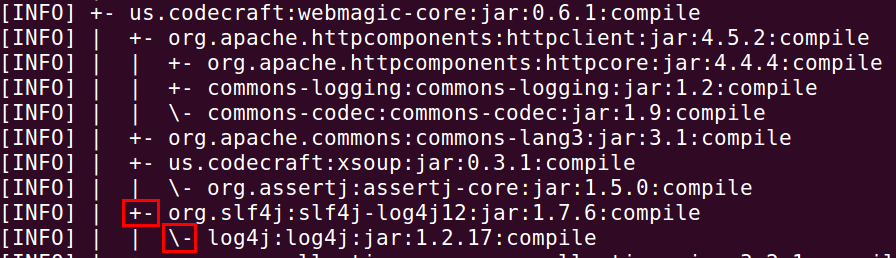 [INFO] +- us.codecraft:webmagic-core:jar:0.6.1:compile
[INFO] |  +- org.apache.httpcomponents:httpclient:jar:4.5.2:compile
[INFO] |  |  +- org.apache.httpcomponents:httpcore:jar:4.4.4:compile
[INFO] |  |  +- commons-logging:commons-logging:jar:1.2:compile
[INFO] |  |  \- commons-codec:commons-codec:jar:1.9:compile
[INFO] |  +- org.apache.commons:commons-lang3:jar:3.1:compile
[INFO] |  +- us.codecraft:xsoup:jar:0.3.1:compile
[INFO] |  |  \- org.assertj:assertj-core:jar:1.5.0:compile
[INFO] |  +- org.slf4j:slf4j-log4j12:jar:1.7.6:compile
[INFO] |  |  \- log4j:log4j:jar:1.2.17:compile